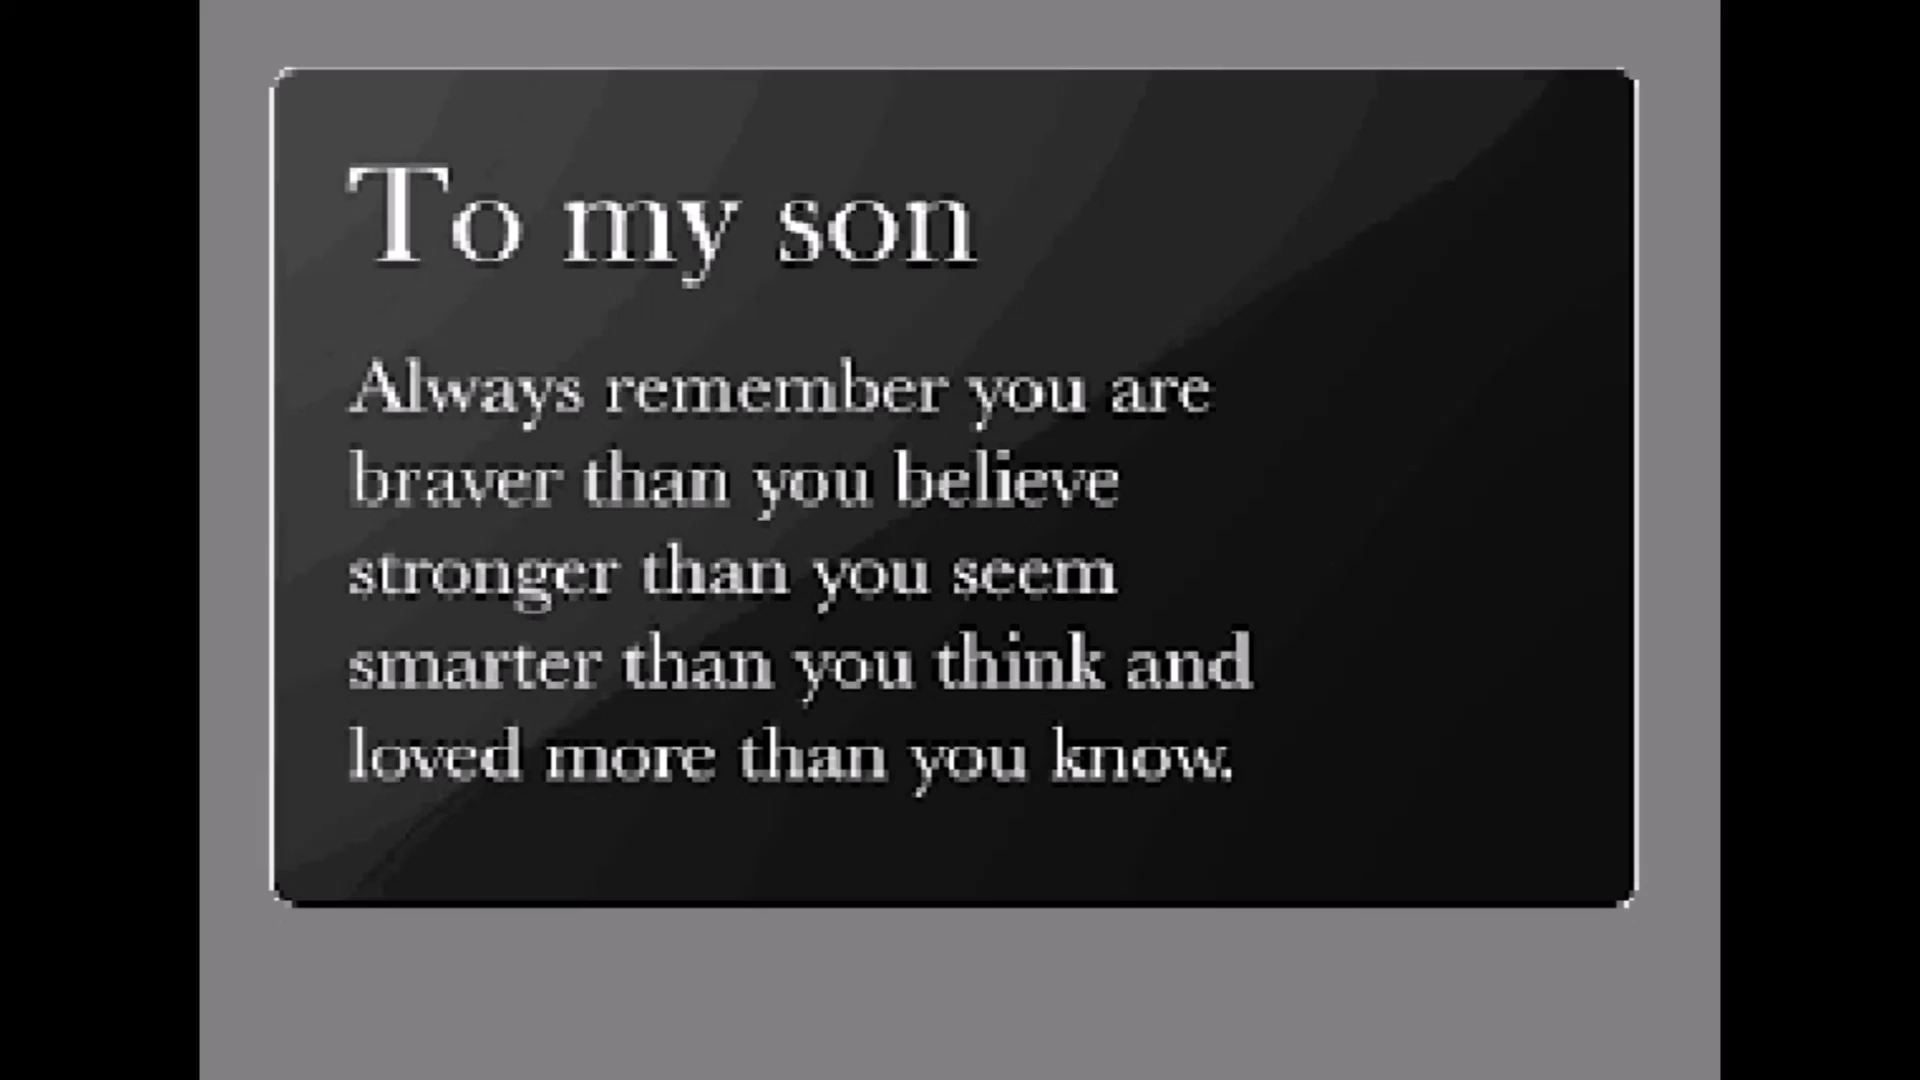 To my son
Always remember you are
braver than you believe
stronger than you seem
smarter than you think and
loved more than you know.